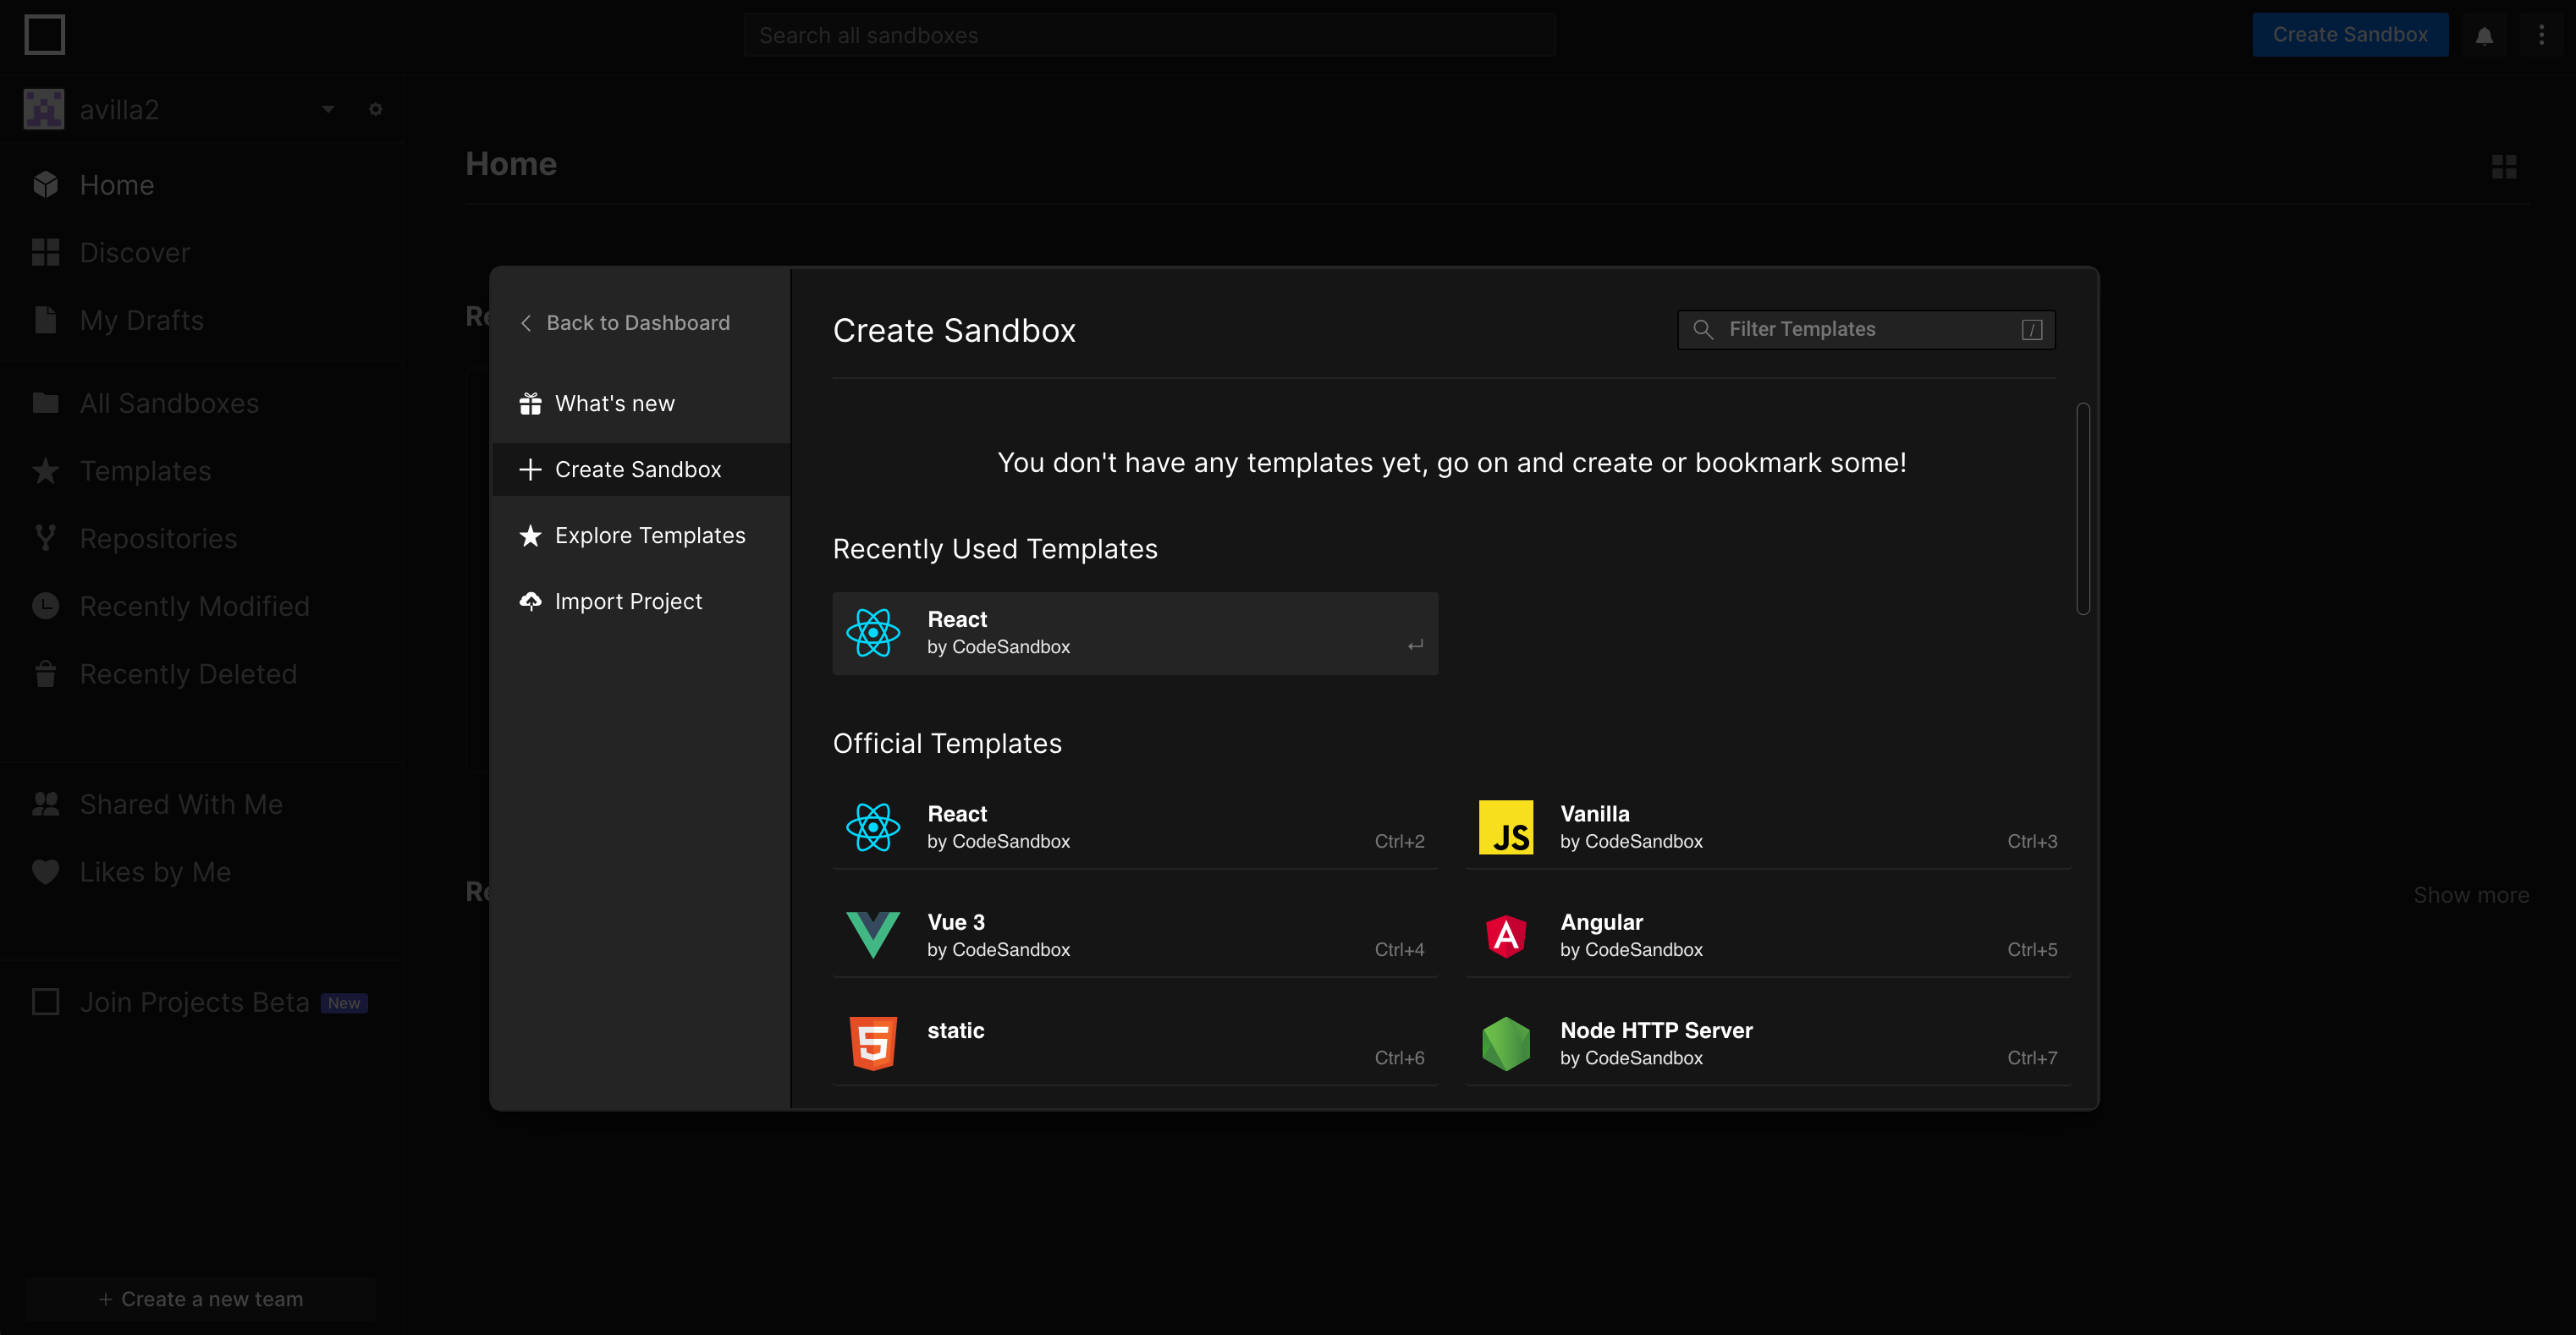 Search all sandboxes
Create Sandbox
avilla2
Home
Discover
My Drafts
All Sandboxes
Templates
Repositories
Recently Modified
Recently Deleted
Shared With Me
Likes by Me
Join Projects Beta New
+ Create a new team
Home
Re
Re
Show more
Back to Dashboard
What's new
Create Sandbox
Explore Templates
Import Project
Create Sandbox
Filter Templates /
You don't have any templates yet, go on and create or bookmark some!
Recently Used Templates
React
by CodeSandbox
Official Templates
React
by CodeSandbox Ctrl+2
JS
Vanilla
by CodeSandbox Ctrl+3
Vue 3
by CodeSandbox Ctrl+4
A
Angular
by CodeSandbox Ctrl+5
5
static
Ctrl+6
Node HTTP Server
by CodeSandbox Ctrl+7